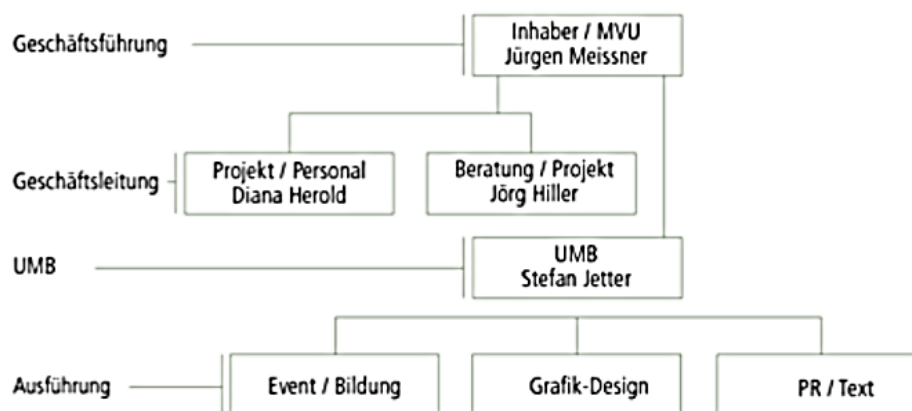 Geschäftsführung
Inhaber / MVU
Jürgen Meissner
Geschäftsleitung
Projekt / Personal
Diana Herold
Beratung / Projekt
Jörg Hiller
UMB
UMB
Stefan Jetter
Ausführung
Event / Bildung
Grafik-Design
PR / Text